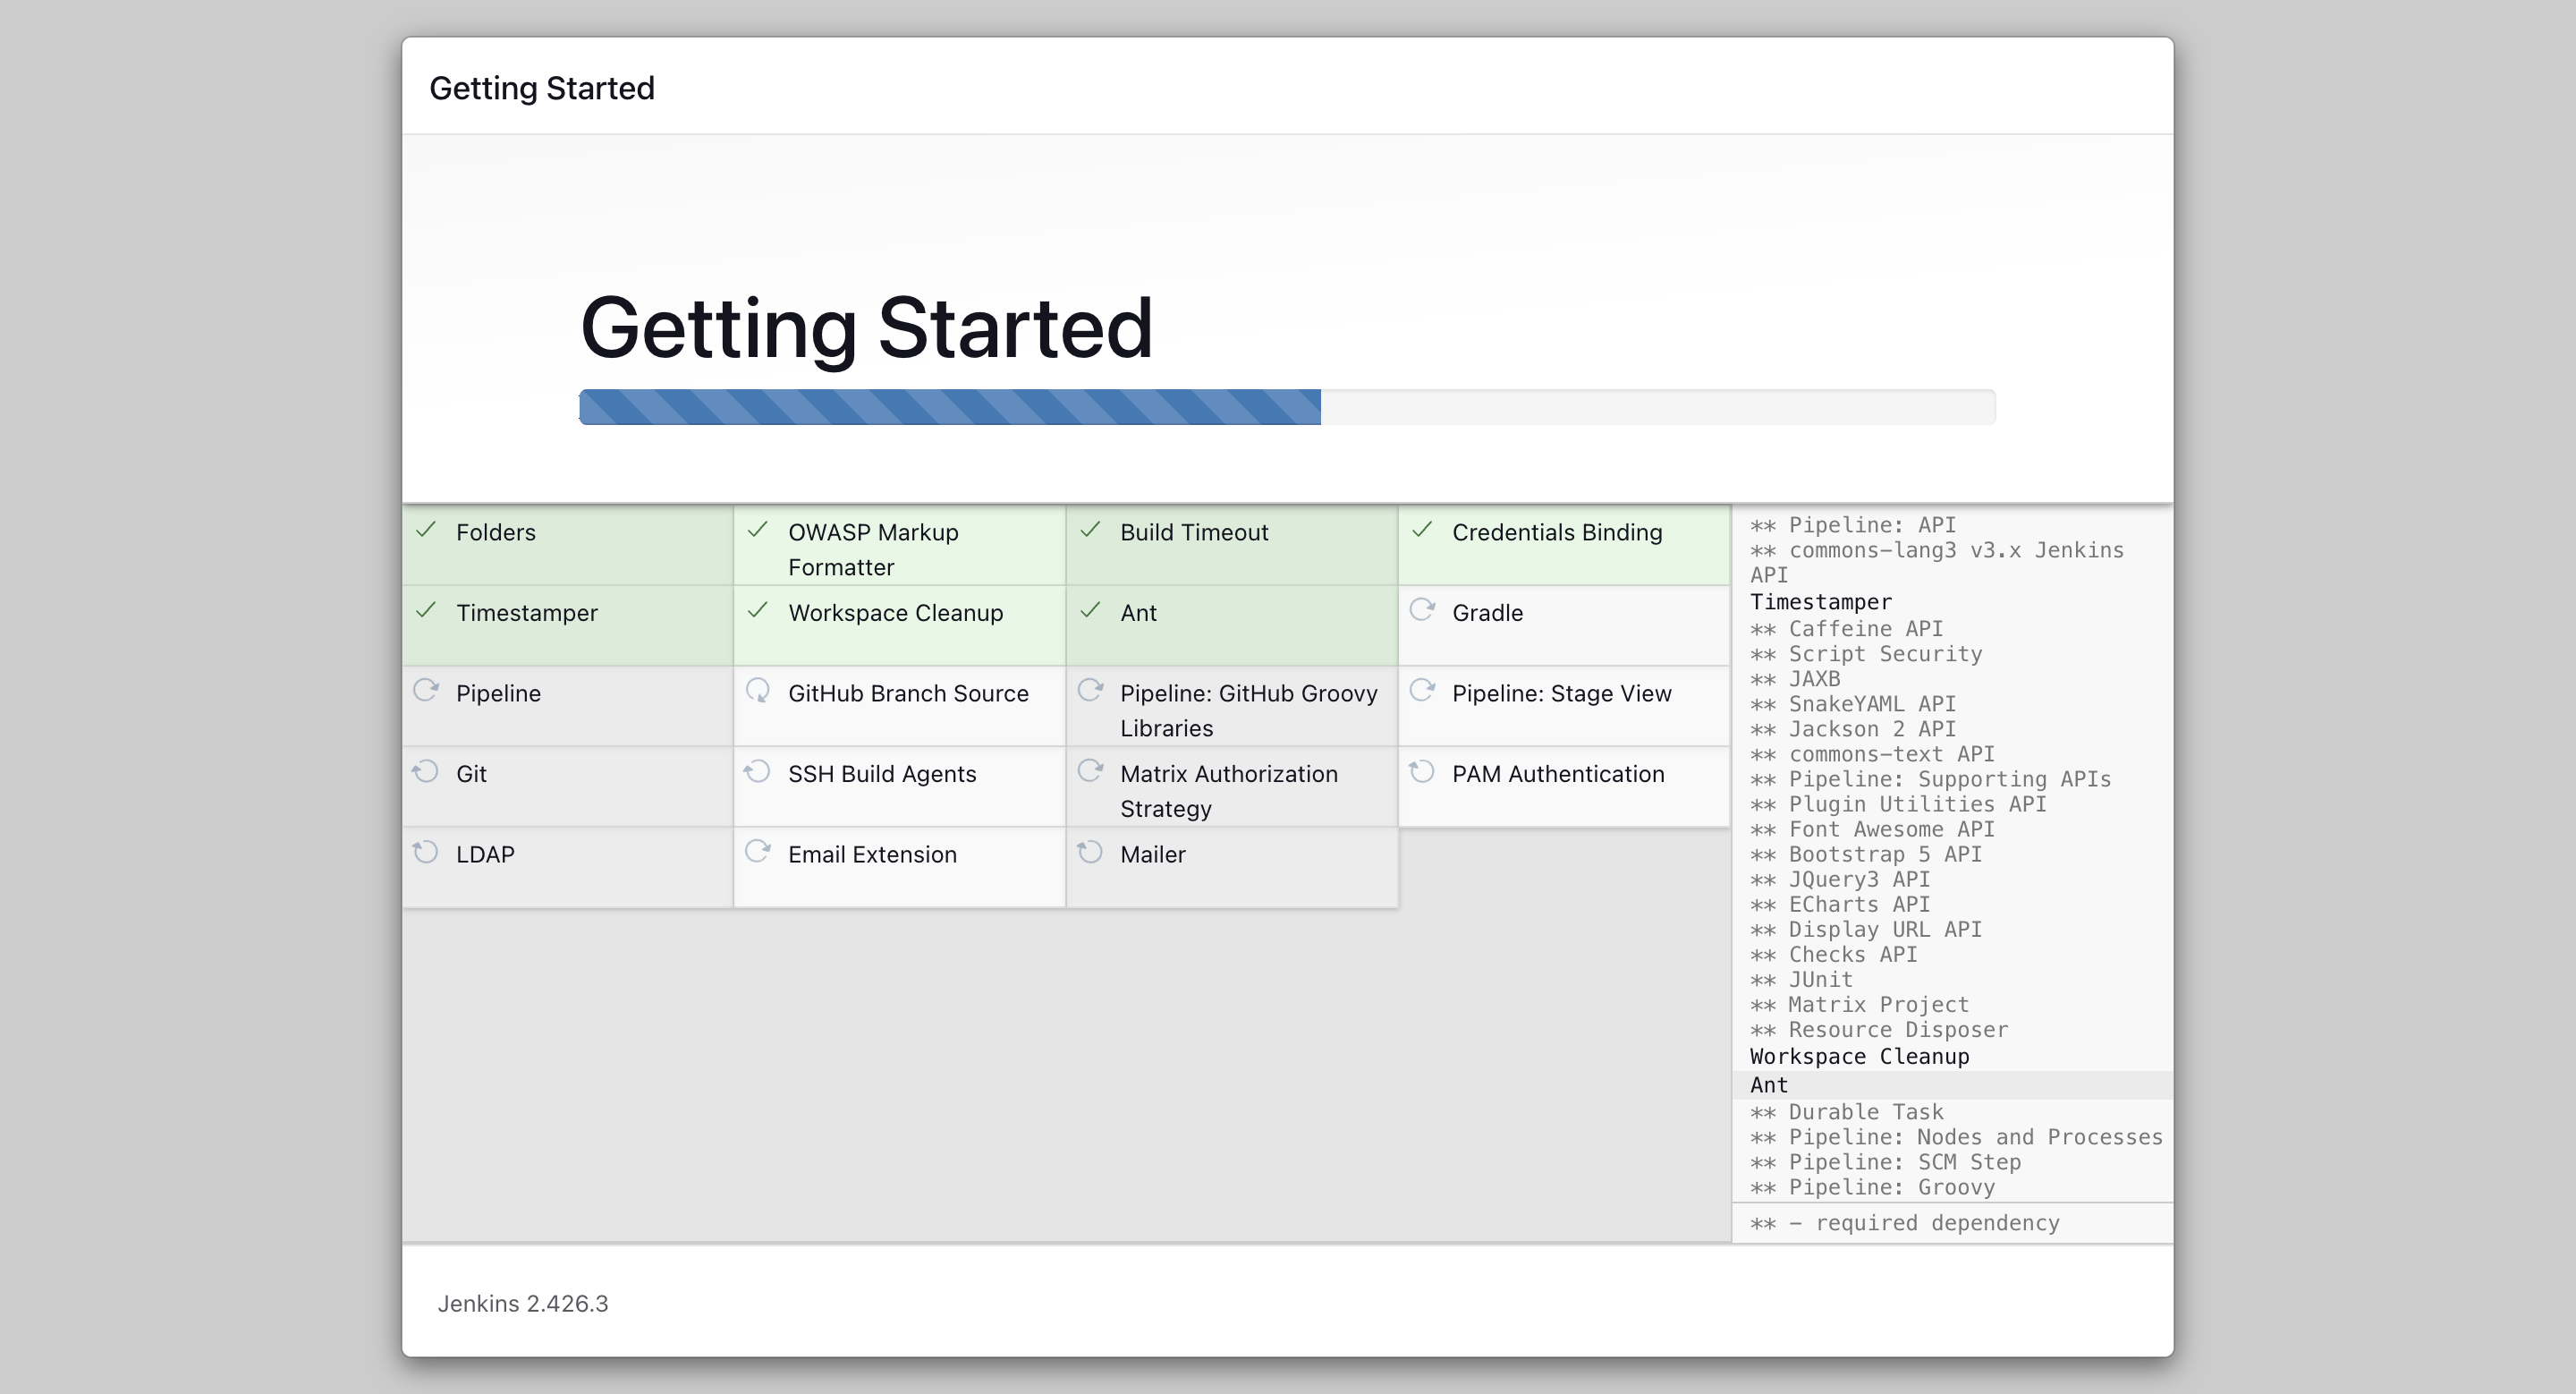 Getting Started
Getting Started
Folders
OWASP Markup
Formatter
Build Timeout
Credentials Binding
Timestamper
Workspace Cleanup
Ant
Gradle
Pipeline
GitHub Branch Source
Pipeline: GitHub Groovy
Libraries
Pipeline: Stage View
Git
SSH Build Agents
Matrix Authorization
Strategy
PAM Authentication
LDAP
Email Extension
Mailer
** Pipeline: API
** commons-lang3 v3.x Jenkins
API
Timestamper
** Caffeine API
** Script Security
** JAXB
** SnakeYAML API
** Jackson 2 API
** commons-text API
** Pipeline: Supporting APIs
** Plugin Utilities API
** Font Awesome API
** Bootstrap 5 API
** JQuery3 API
** ECharts API
** Display URL API
** Checks API
** JUnit
** Matrix Project
** Resource Disposer
Workspace Cleanup
Ant
** Durable Task
** Pipeline: Nodes and Processes
** Pipeline: SCM Step
** Pipeline: Groovy
** - required dependency
Jenkins 2.426.3